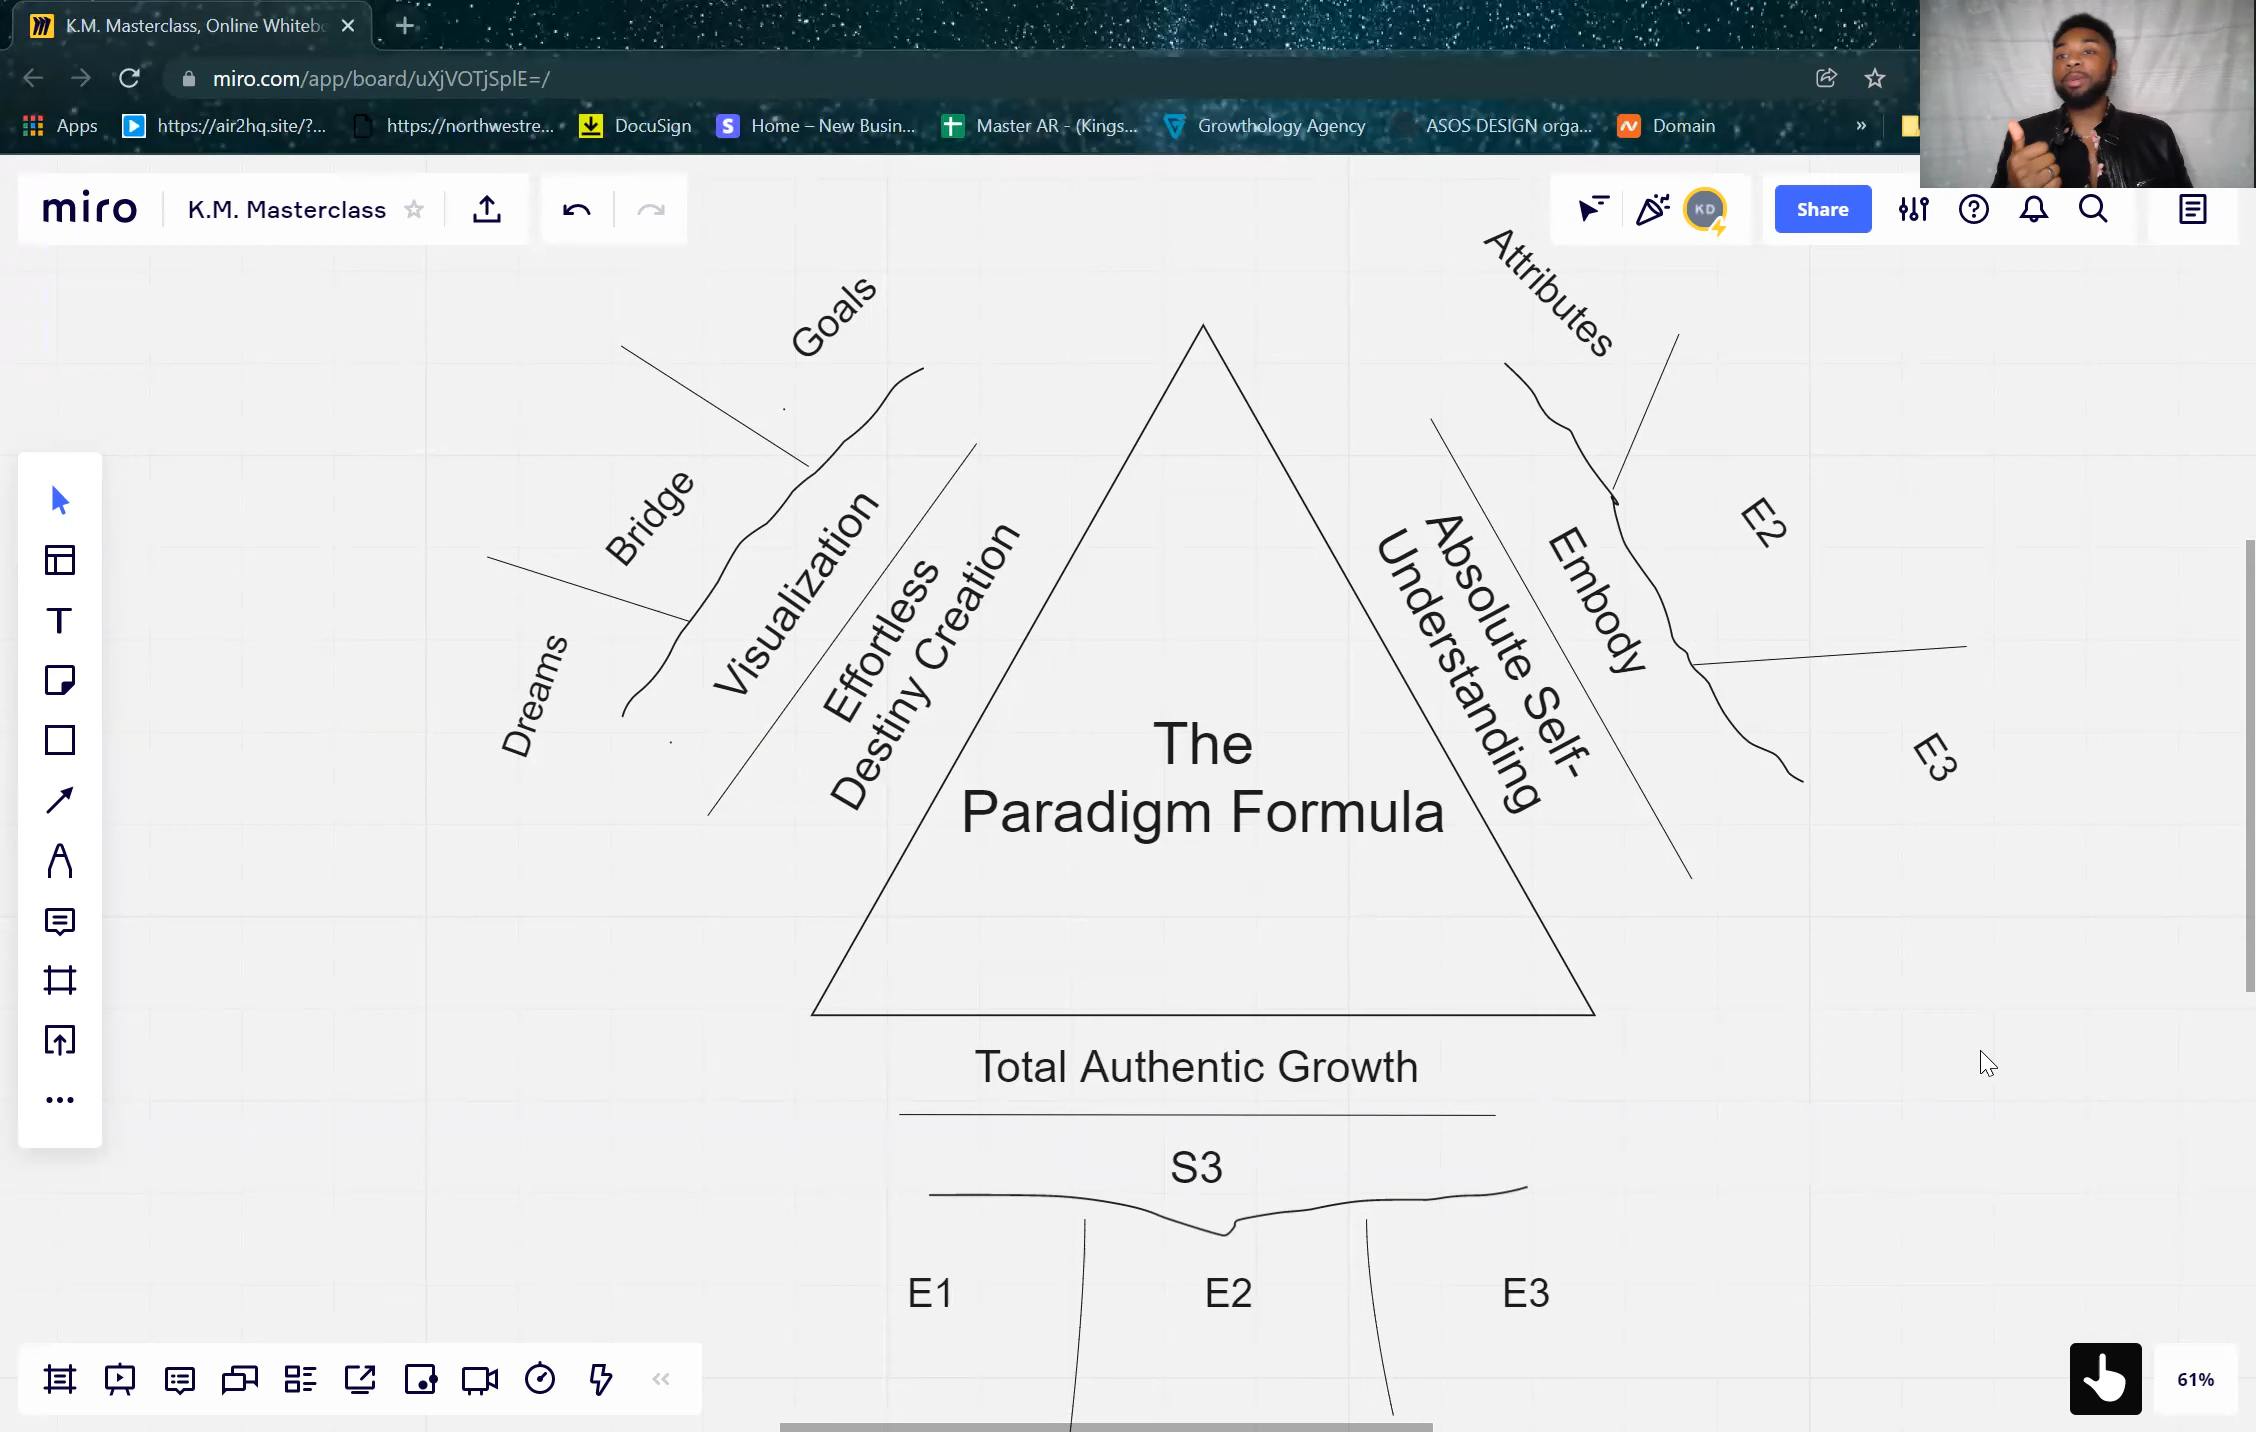 K.M. Masterclass, Online Whitebo
miro.com/app/board/uXjVOTjSplE=/
Apps
https://air2hq.site/?...
https://northwestre...
DocuSign
Home – New Busin...
Master AR - (Kings...
Growthology Agency
ASOS DESIGN orga...
Domain
»
miro
K.M. Masterclass
KD
Share
Goals
Bridge
Dreams
Visualization
Effortless
Destiny Creation
The
Paradigm Formula
Attributes
E2
E3
Embody
Absolute Self-
Understanding
Total Authentic Growth
S3
E1
E2
E3
61%